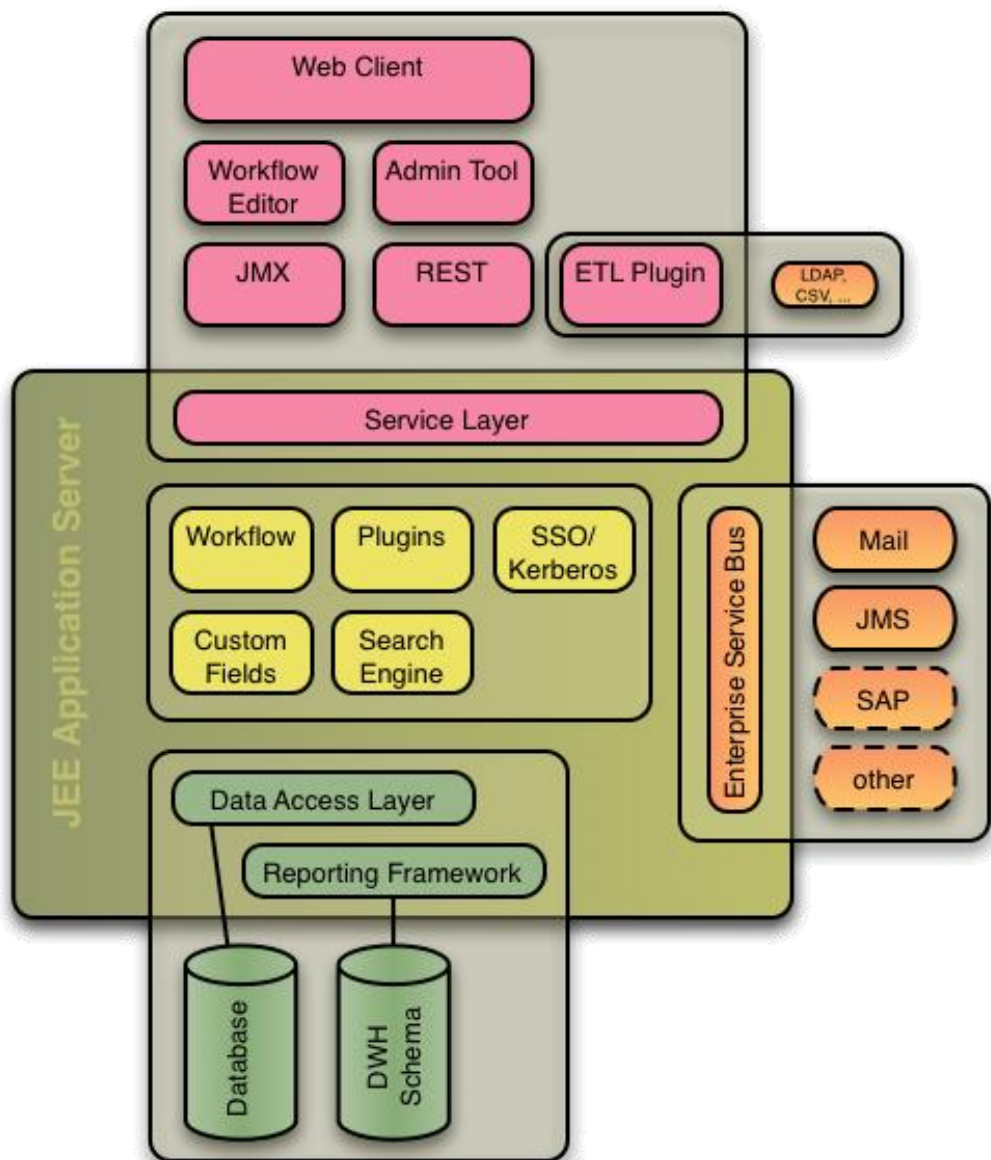 Web Client
Workflow
Editor
Admin Tool
JMX
REST
ETL Plugin
LDAP,
CSV, ...
Service Layer
JEE Application Server
Workflow
Plugins
SSO/
Kerberos
Custom
Fields
Search
Engine
Enterprise Service Bus
Mail
JMS
SAP
other
Data Access Layer
Reporting Framework
Database
DWH
Schema